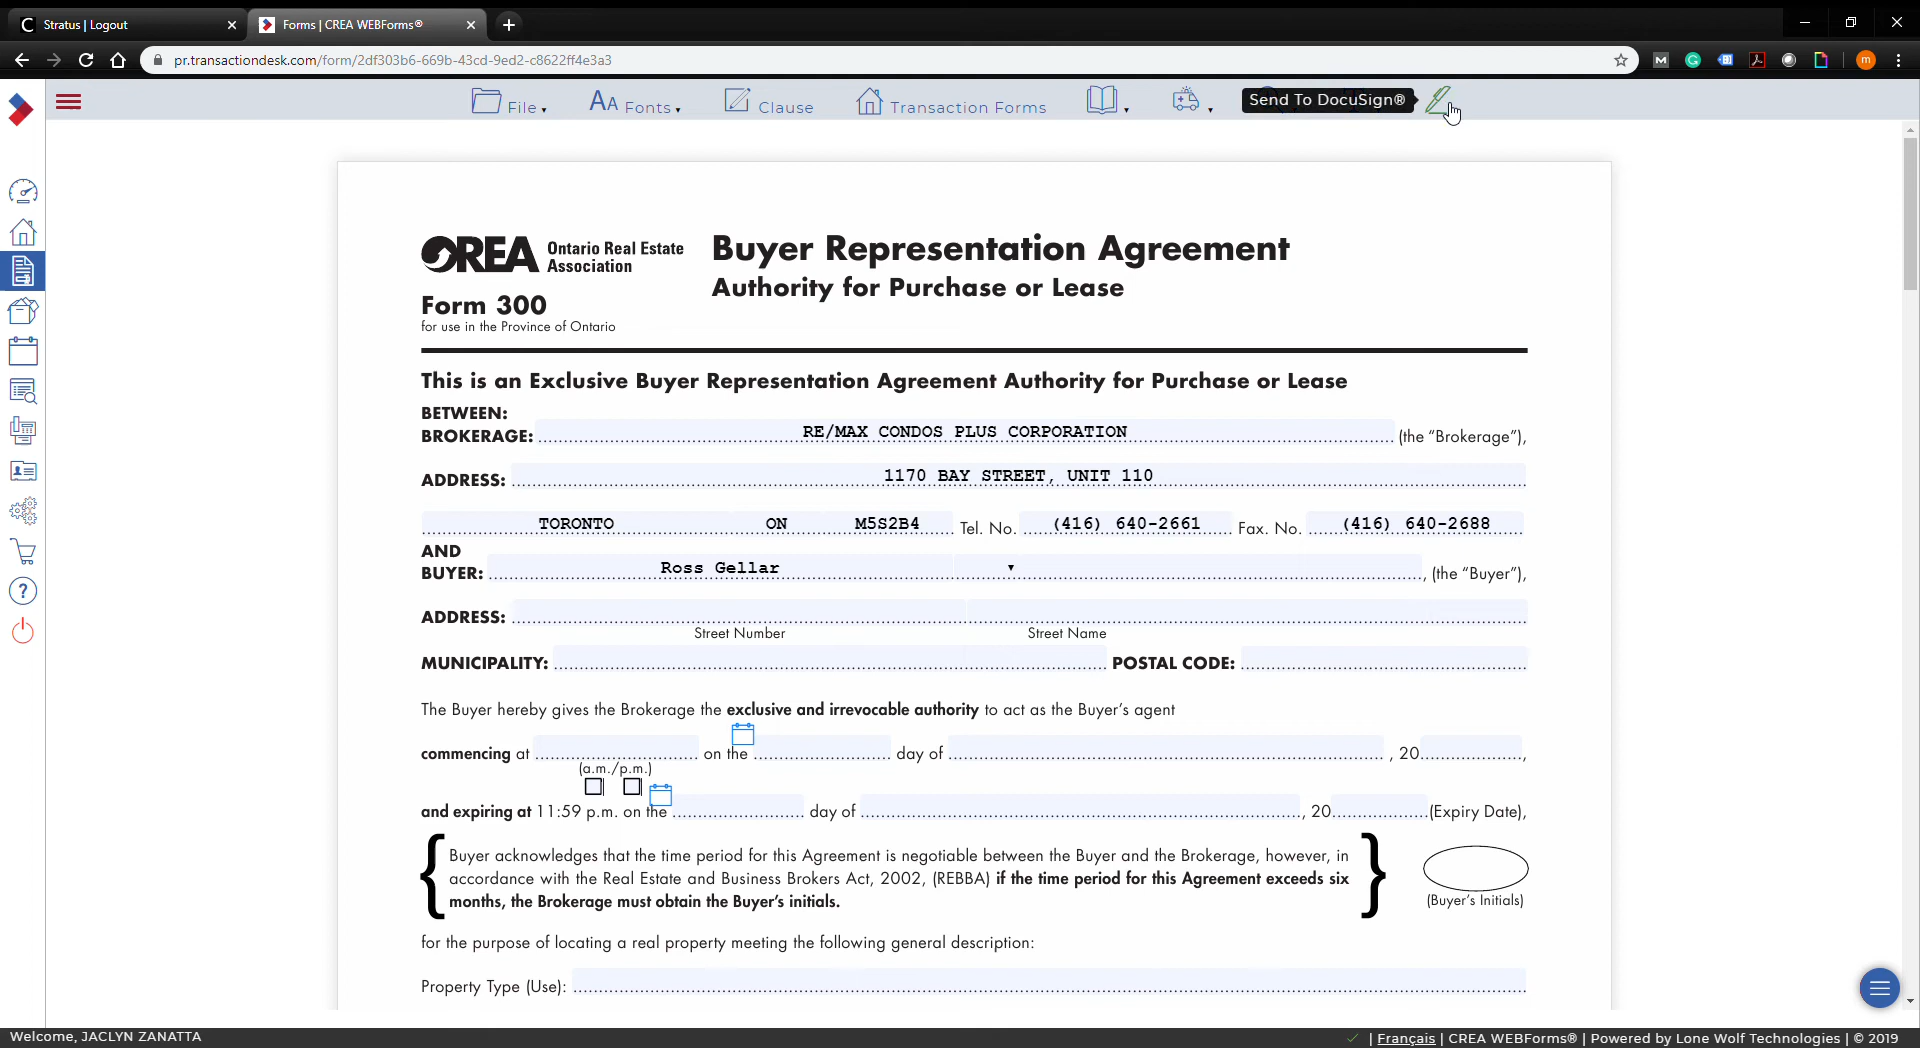 Stratus | Logout
Forms | CREA WEBForms®
pr.transactiondesk.com/form/2df303b6-669b-43cd-9ed2-c8622ff4e3a3
File
AA Fonts
Clause
Transaction Forms
Send To DocuSign®
OREA Ontario Real Estate
Association
Buyer Representation Agreement
Authority for Purchase or Lease
Form 300
for use in the Province of Ontario
This is an Exclusive Buyer Representation Agreement Authority for Purchase or Lease
BETWEEN:
BROKERAGE: RE/MAX CONDOS PLUS CORPORATION (the “Brokerage”),
ADDRESS: 1170 BAY STREET, UNIT 110
TORONTO ON M5S2B4 Tel. No. (416) 640-2661 Fax. No. (416) 640-2688
AND
BUYER: Ross Gellar , (the “Buyer”),
ADDRESS:
Street Number Street Name
MUNICIPALITY: POSTAL CODE:
The Buyer hereby gives the Brokerage the exclusive and irrevocable authority to act as the Buyer’s agent
commencing at on the day of , 20 ,
(a.m./p.m.)
and expiring at 11:59 p.m. on the day of , 20 (Expiry Date),
Buyer acknowledges that the time period for this Agreement is negotiable between the Buyer and the Brokerage, however, in
accordance with the Real Estate and Business Brokers Act, 2002, (REBBA) if the time period for this Agreement exceeds six
months, the Brokerage must obtain the Buyer’s initials.
(Buyer’s Initials)
for the purpose of locating a real property meeting the following general description:
Property Type (Use):
Welcome, JACLYN ZANATTA
| Français | CREA WEBForms® | Powered by Lone Wolf Technologies | © 2019